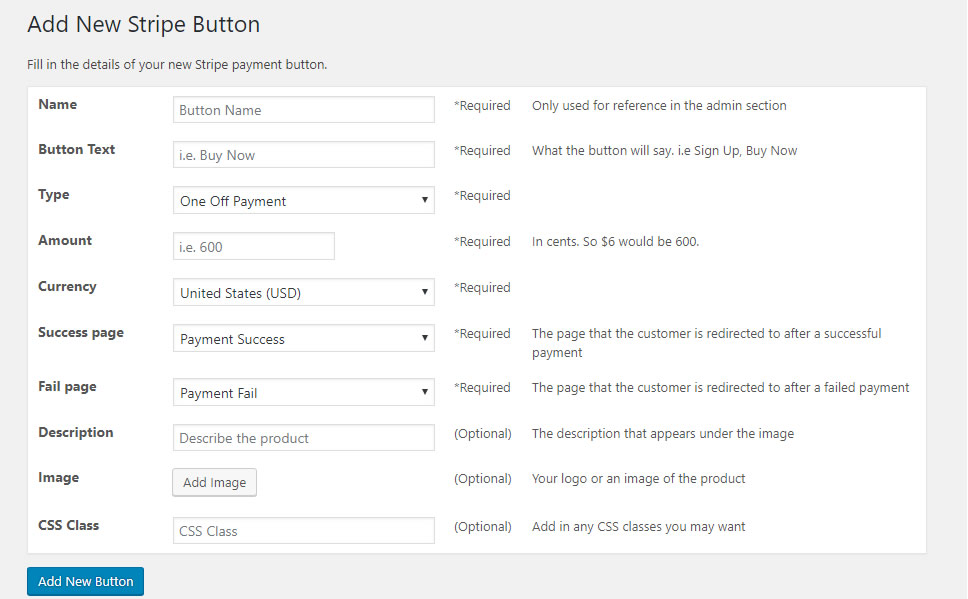 Add New Stripe Button
Fill in the details of your new Stripe payment button.
Name Button Name *Required Only used for reference in the admin section
Button Text i.e. Buy Now *Required What the button will say. i.e Sign Up, Buy Now
Type One Off Payment *Required
Amount i.e. 600 *Required In cents. So $6 would be 600.
Currency United States (USD) *Required
Success page Payment Success *Required The page that the customer is redirected to after a successful
payment
Fail page Payment Fail *Required The page that the customer is redirected to after a failed payment
Description Describe the product (Optional) The description that appears under the image
Image Add Image (Optional) Your logo or an image of the product
CSS Class CSS Class (Optional) Add in any CSS classes you may want
Add New Button